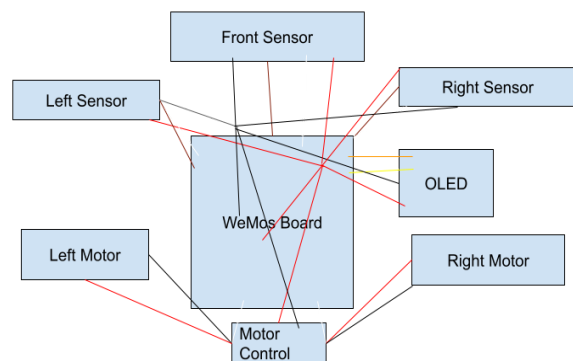 Front Sensor
Left Sensor
Right Sensor
OLED
WeMos Board
Left Motor
Right Motor
Motor
Control